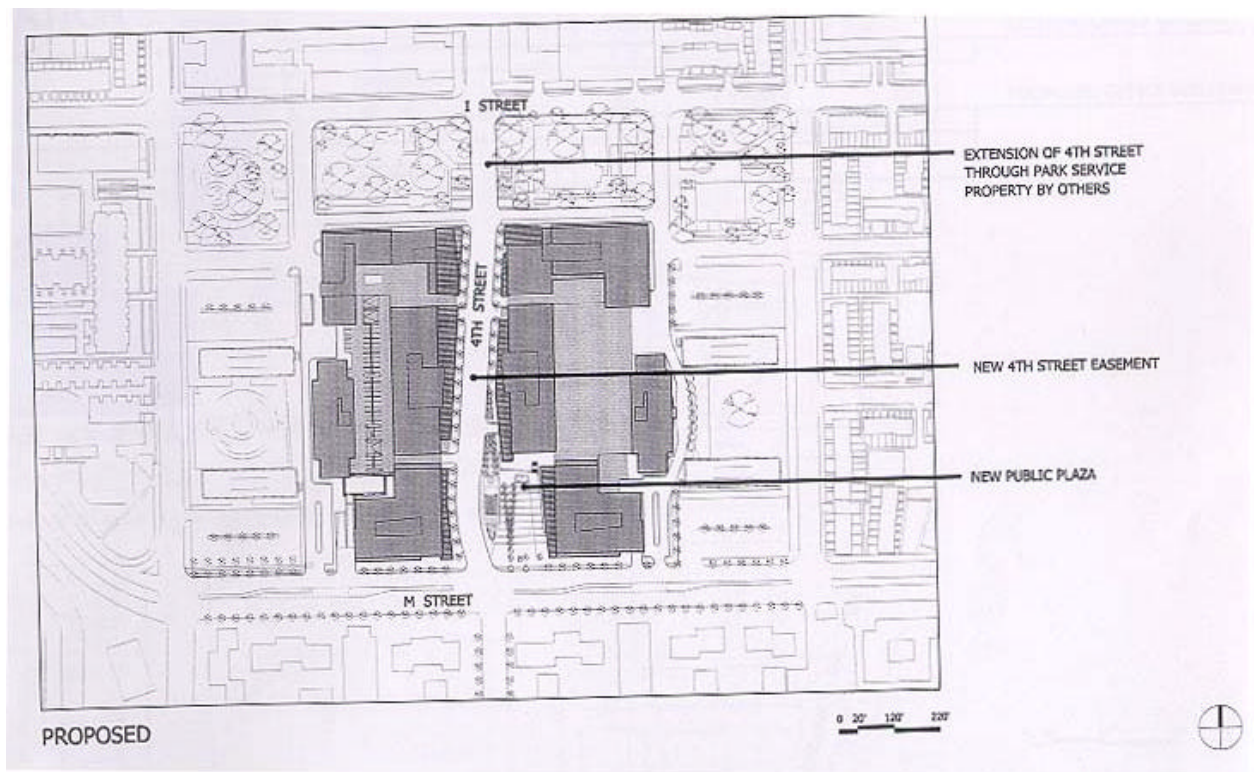 I STREET
EXTENSION OF 4TH STREET
THROUGH PARK SERVICE
PROPERTY BY OTHERS
4TH STREET
NEW 4TH STREET EASEMENT
NEW PUBLIC PLAZA
M STREET
PROPOSED
0 20' 120' 220'